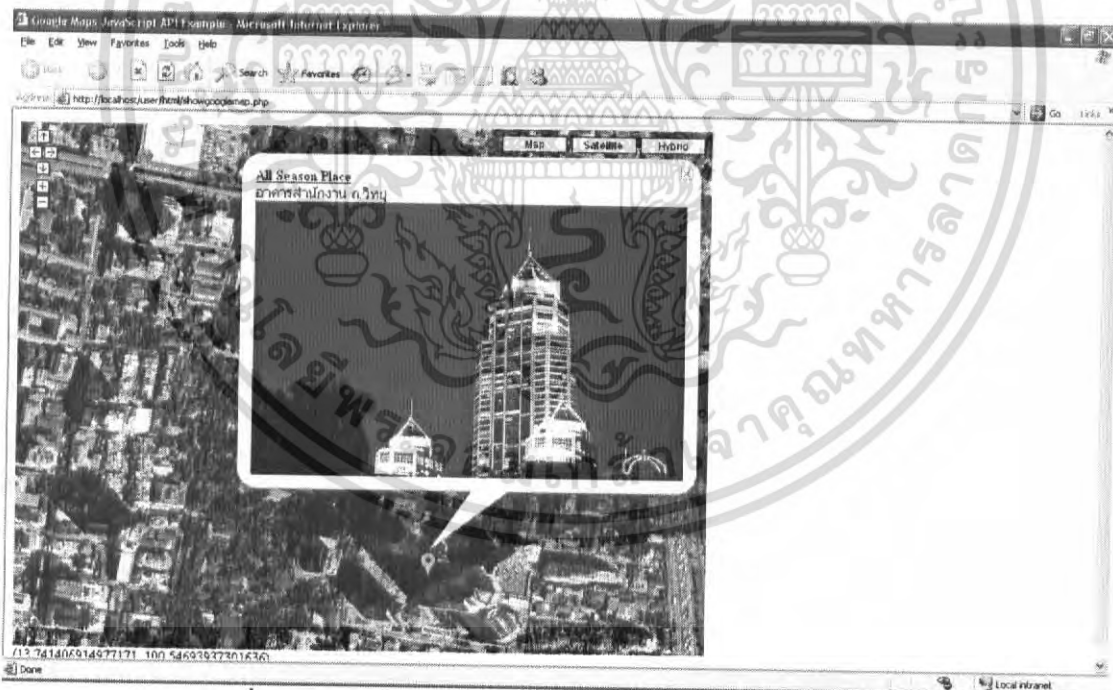 Google Maps JavaScript API Example - Microsoft Internet Explorer
File Edit View Favorites Tools Help
Back Search Favorites
Address http://localhost/user/html/showgooglemap.php Go Links
Map Satellite Hybrid
All Season Place
อาคารสำนักงาน ถ.วิทยุ
(13.741406914977171, 100.54693937301636)
Done Local intranet